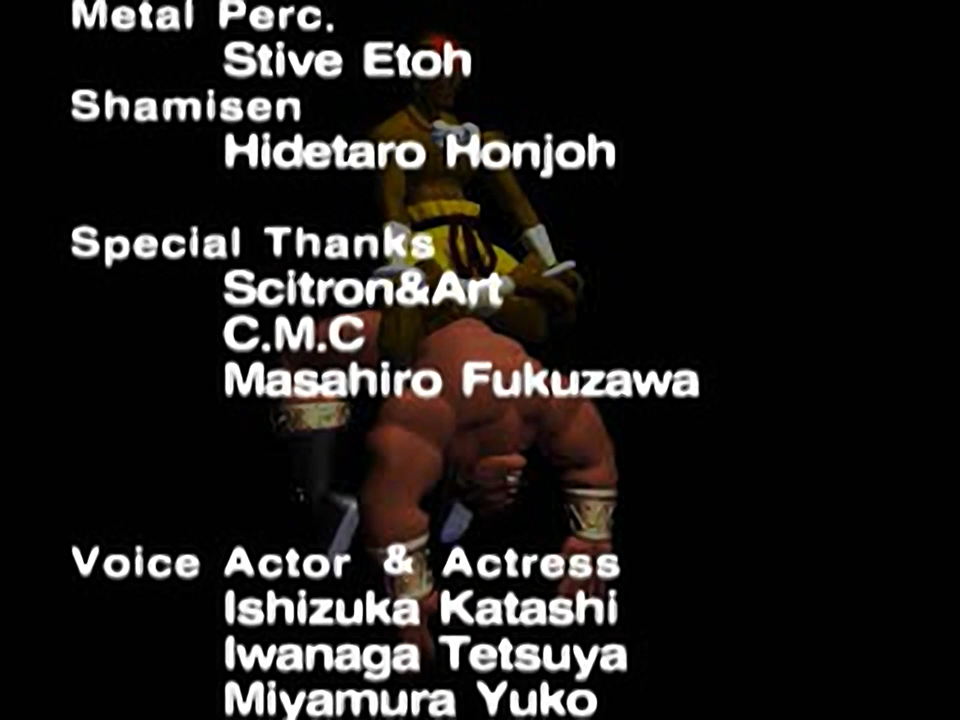 Metal Perc.
Stive Etoh
Shamisen
Hidetaro Honjoh
Special Thanks
Scitron&Art
C.M.C
Masahiro Fukuzawa
Voice Actor & Actress
Ishizuka Katashi
Iwanaga Tetsuya
Miyamura Yuko